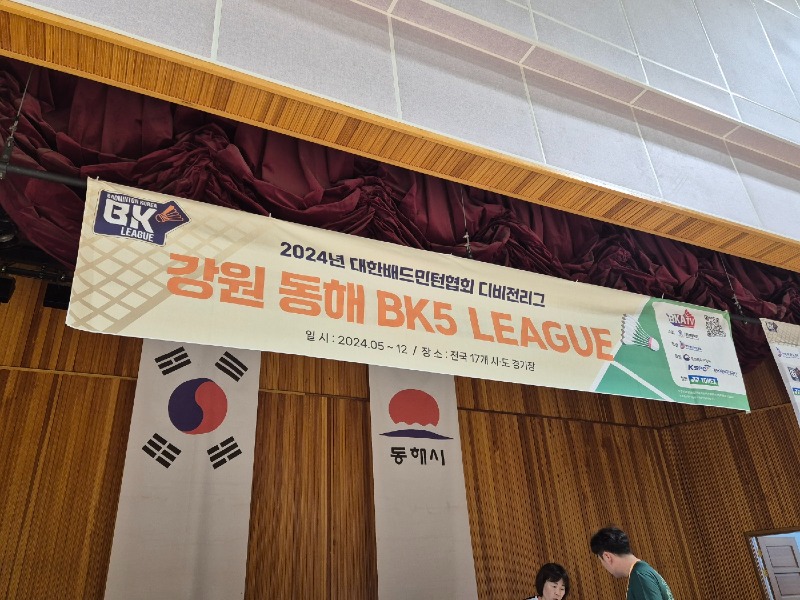 BADMINTON KOREA
BK
LEAGUE
2024년 대한배드민턴협회 디비전리그
강원 동해 BK5 LEAGUE
일 시 : 2024.05 ~ 12 / 장 소 : 전국 17개 시·도 경기장
BKATV
YONEX
동해시